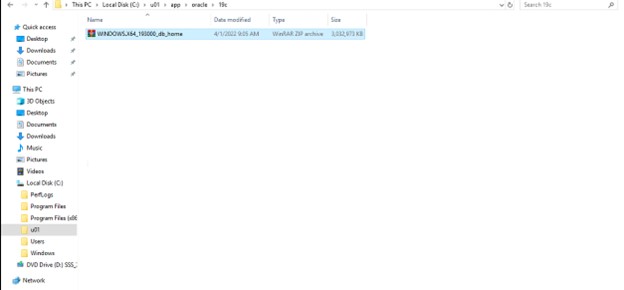 This PC > Local Disk (C:) > u01 > app > oracle > 19c
Search 19c
Name Date modified Type Size
WINDOWS.X64_193000_db_home 4/1/2022 9:05 AM WinRAR ZIP archive 3,032,973 KB
Quick access
Desktop
Downloads
Documents
Pictures
This PC
3D Objects
Desktop
Documents
Downloads
Music
Pictures
Videos
Local Disk (C:)
PerfLogs
Program Files
Program Files (x86
u01
Users
Windows
DVD Drive (D:) SSS_
Network